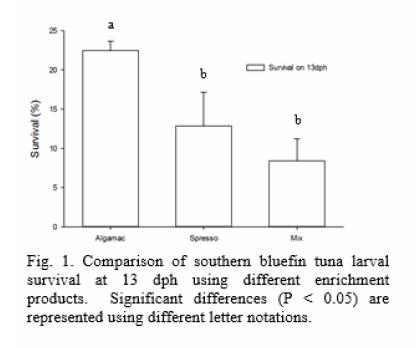 a
25
20
15
10
5
0
Survival (%)
Survival on 13dph
b
b
Algamac
Spresso
Mix
Fig. 1. Comparison of southern bluefin tuna larval
survival at 13 dph using different enrichment
products. Significant differences (P < 0.05) are
represented using different letter notations.